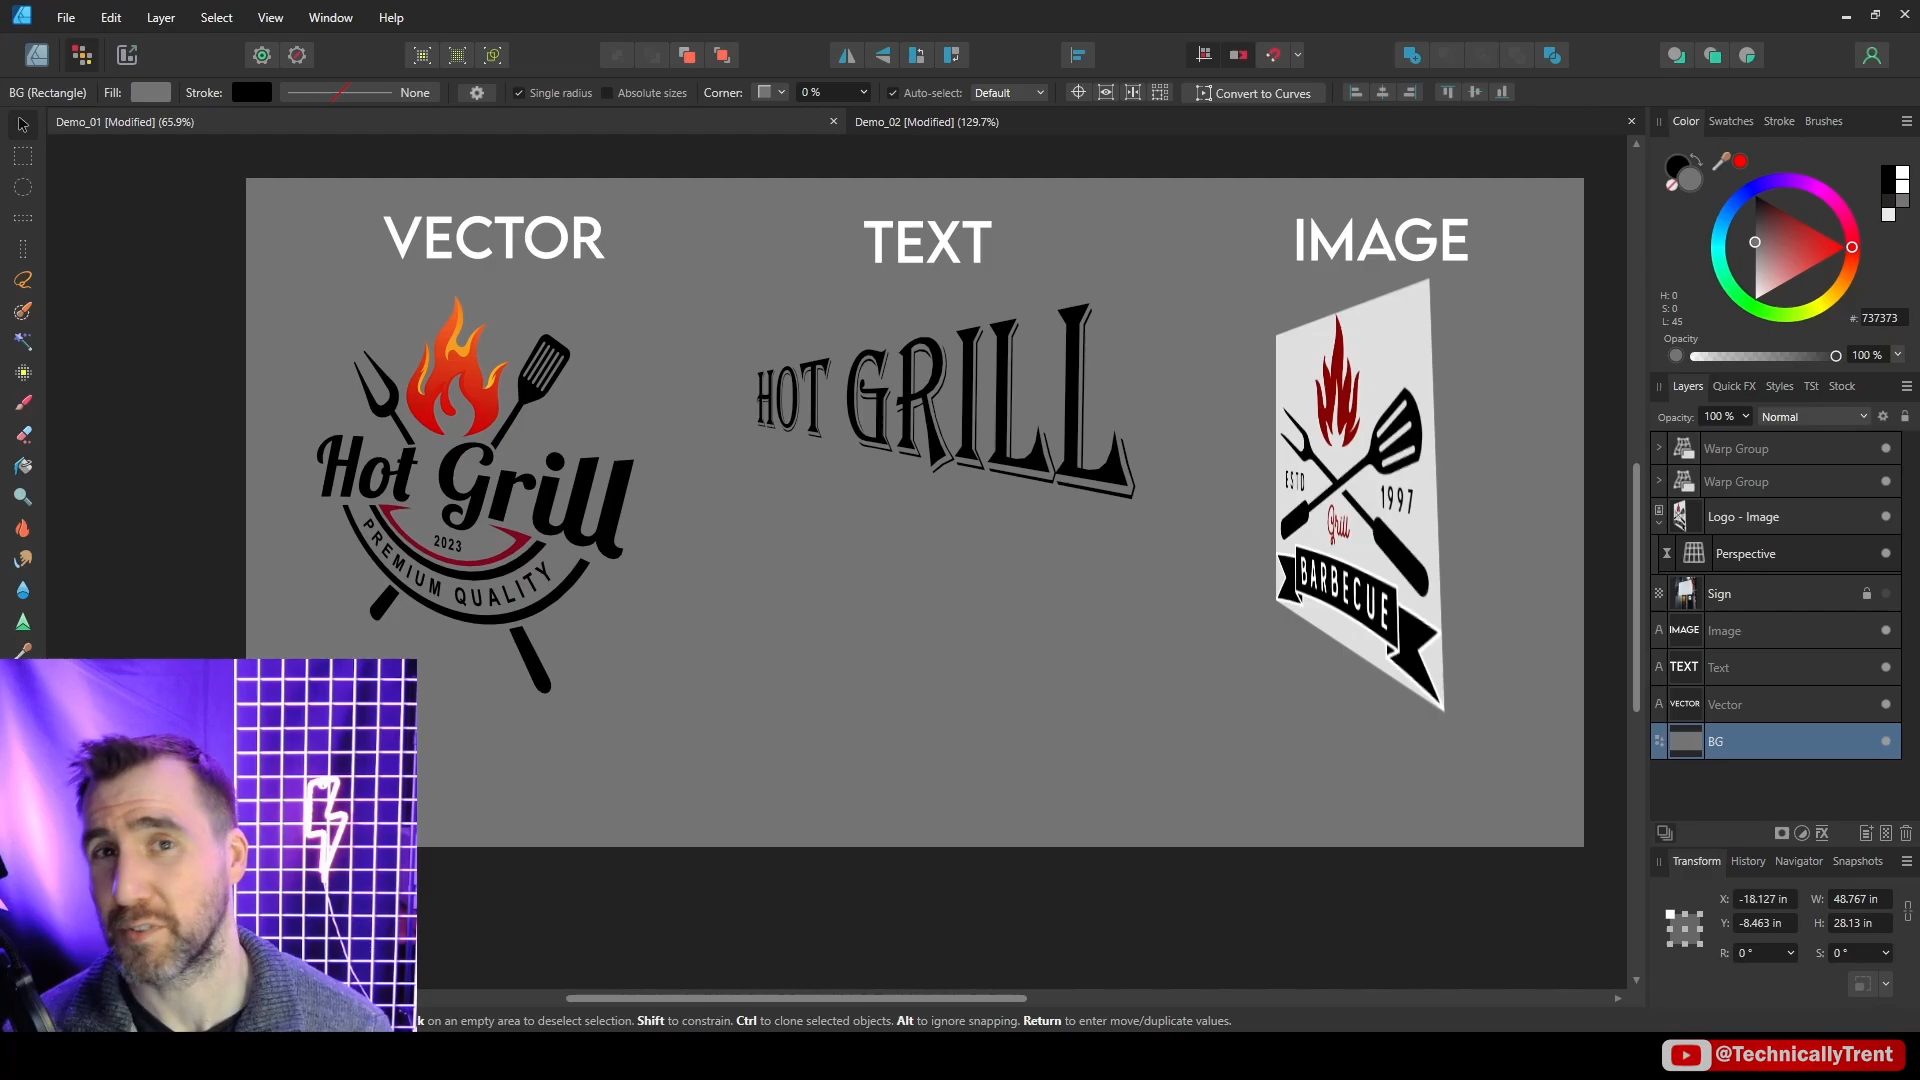 File Edit Layer Select View Window Help
BG (Rectangle) Fill: Stroke: None Single radius Absolute sizes Corner: 0 % Auto-select: Default Convert to Curves
Demo_01 [Modified] (65.9%)
Demo_02 [Modified] (129.7%)
Color Swatches Stroke Brushes
H: 0
S: 0
L: 45
#: 737373
Opacity
100 %
Layers Quick FX Styles TSt Stock
Opacity: 100 % Normal
Warp Group
Warp Group
Logo - Image
Perspective
Sign
A IMAGE Image
A TEXT Text
A VECTOR Vector
BG
Transform History Navigator Snapshots
X: -18.127 in W: 48.767 in
Y: -8.463 in H: 28.13 in
R: 0 ° S: 0 °
VECTOR
Hot Grill
2023
PREMIUM QUALITY
TEXT
HOT GRILL
IMAGE
ESTD 1997
Grill
BARBECUE
k on an empty area to deselect selection. Shift to constrain. Ctrl to clone selected objects. Alt to ignore snapping. Return to enter move/duplicate values.
@TechnicallyTrent